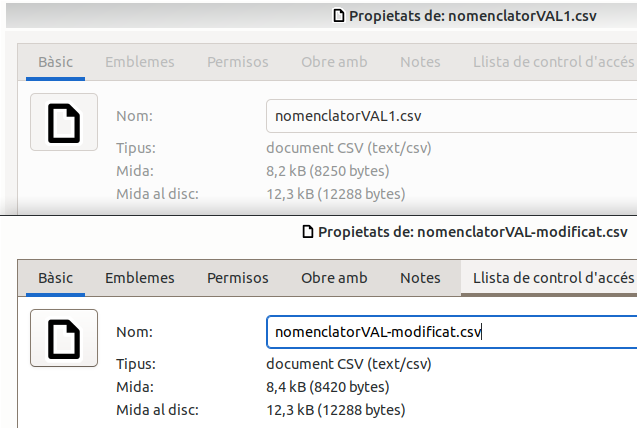 Propietats de: nomenclatorVAL1.csv
Bàsic Emblemes Permisos Obre amb Notes Llista de control d'accés
Nom: nomenclatorVAL1.csv
Tipus: document CSV (text/csv)
Mida: 8,2 kB (8250 bytes)
Mida al disc: 12,3 kB (12288 bytes)
Propietats de: nomenclatorVAL-modificat.csv
Bàsic Emblemes Permisos Obre amb Notes Llista de control d'accés
Nom: nomenclatorVAL-modificat.csv
Tipus: document CSV (text/csv)
Mida: 8,4 kB (8420 bytes)
Mida al disc: 12,3 kB (12288 bytes)